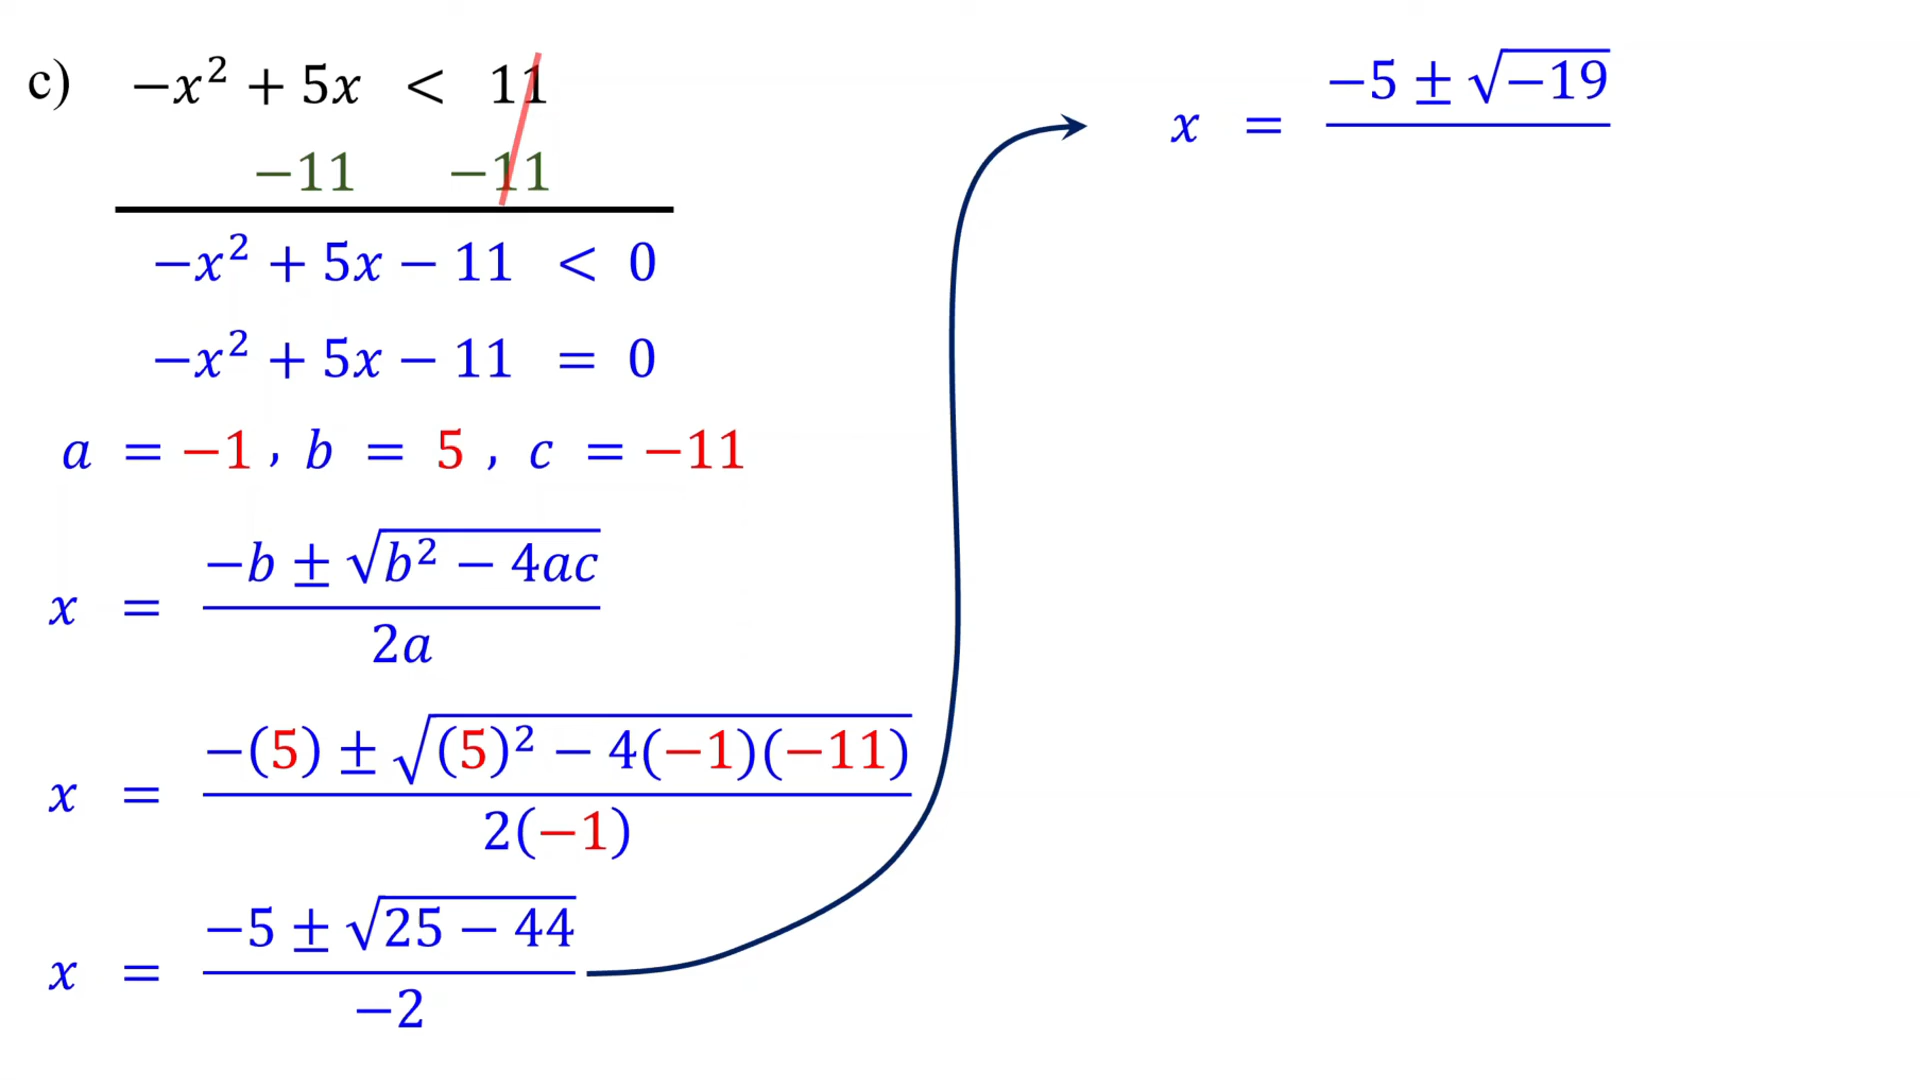 c) −x² + 5x < 11
−11 −11
−x² + 5x − 11 < 0
−x² + 5x − 11 = 0
a = −1 , b = 5 , c = −11
x = (−b ± √(b² − 4ac)) / 2a
x = (−(5) ± √((5)² − 4(−1)(−11))) / 2(−1)
x = (−5 ± √(25 − 44)) / −2
x = (−5 ± √(−19)) /